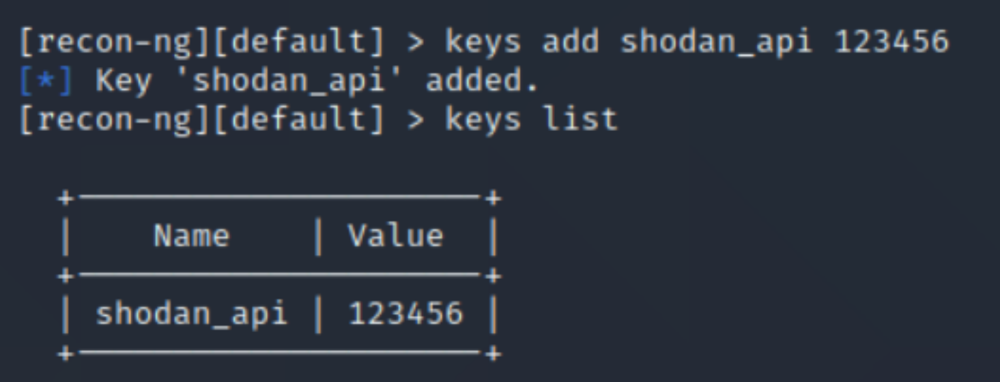 [recon-ng][default] > keys add shodan_api 123456
[*] Key 'shodan_api' added.
[recon-ng][default] > keys list
+--------------------+
| Name | Value |
+--------------------+
| shodan_api | 123456 |
+--------------------+